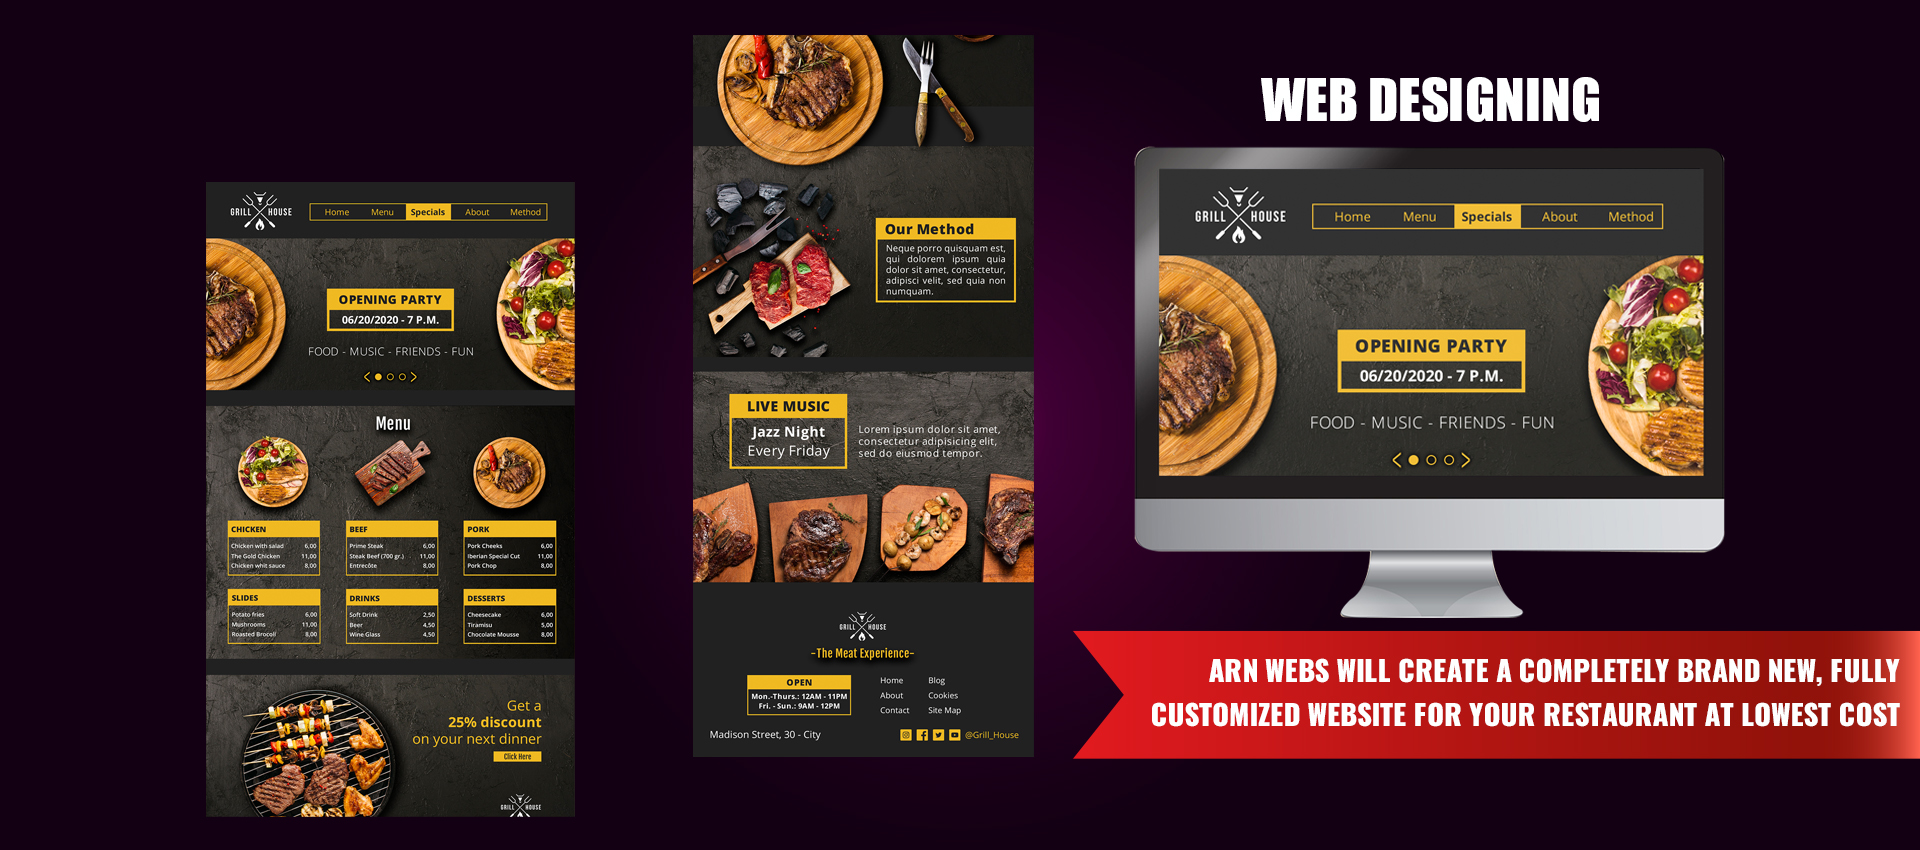 GRILL HOUSE
Home Menu Specials About Method
OPENING PARTY
06/20/2020 - 7 P.M.
FOOD - MUSIC - FRIENDS - FUN
Menu
CHICKEN
Chicken with salad 6,00
The Gold Chicken 11,00
Chicken whit sauce 8,00
BEEF
Prime Steak 6,00
Steak Beef (700 gr.) 11,00
Entrecôte 8,00
PORK
Pork Cheeks 6,00
Iberian Special Cut 11,00
Pork Chop 8,00
SLIDES
Potato fries 6,00
Mushrooms 11,00
Roasted Brocoli 8,00
DRINKS
Soft Drink 2,50
Beer 4,50
Wine Glass 4,50
DESSERTS
Cheesecake 6,00
Tiramisu 5,00
Chocolate Mousse 8,00
Get a
25% discount
on your next dinner
Click Here
GRILL HOUSE
Our Method
Neque porro quisquam est,
qui dolorem ipsum quia
dolor sit amet, consectetur,
adipisci velit, sed quia non
numquam.
LIVE MUSIC
Jazz Night
Every Friday
Lorem ipsum dolor sit amet,
consectetur adipisicing elit,
sed do eiusmod tempor.
GRILL HOUSE
-The Meat Experience-
OPEN
Mon.-Thurs.: 12AM - 11PM
Fri. - Sun.: 9AM - 12PM
Home Blog
About Cookies
Contact Site Map
Madison Street, 30 - City
@Grill_House
WEB DESIGNING
GRILL HOUSE
Home Menu Specials About Method
OPENING PARTY
06/20/2020 - 7 P.M.
FOOD - MUSIC - FRIENDS - FUN
ARN WEBS WILL CREATE A COMPLETELY BRAND NEW, FULLY
CUSTOMIZED WEBSITE FOR YOUR RESTAURANT AT LOWEST COST